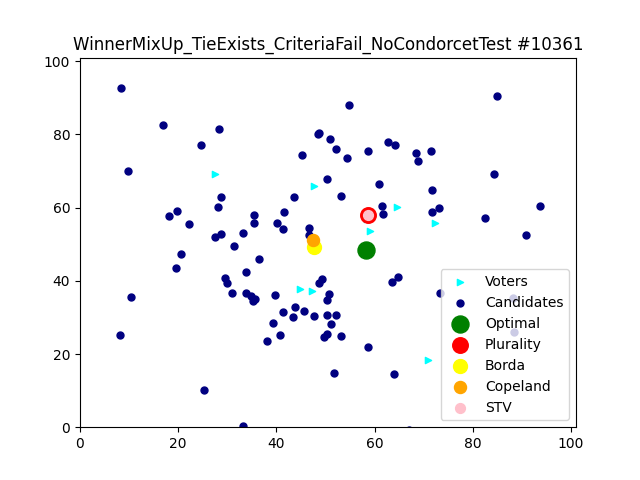 WinnerMixUp_TieExists_CriteriaFail_NoCondorcetTest #10361
100
80
60
40
20
0
0 20 40 60 80 100
Voters
Candidates
Optimal
Plurality
Borda
Copeland
STV